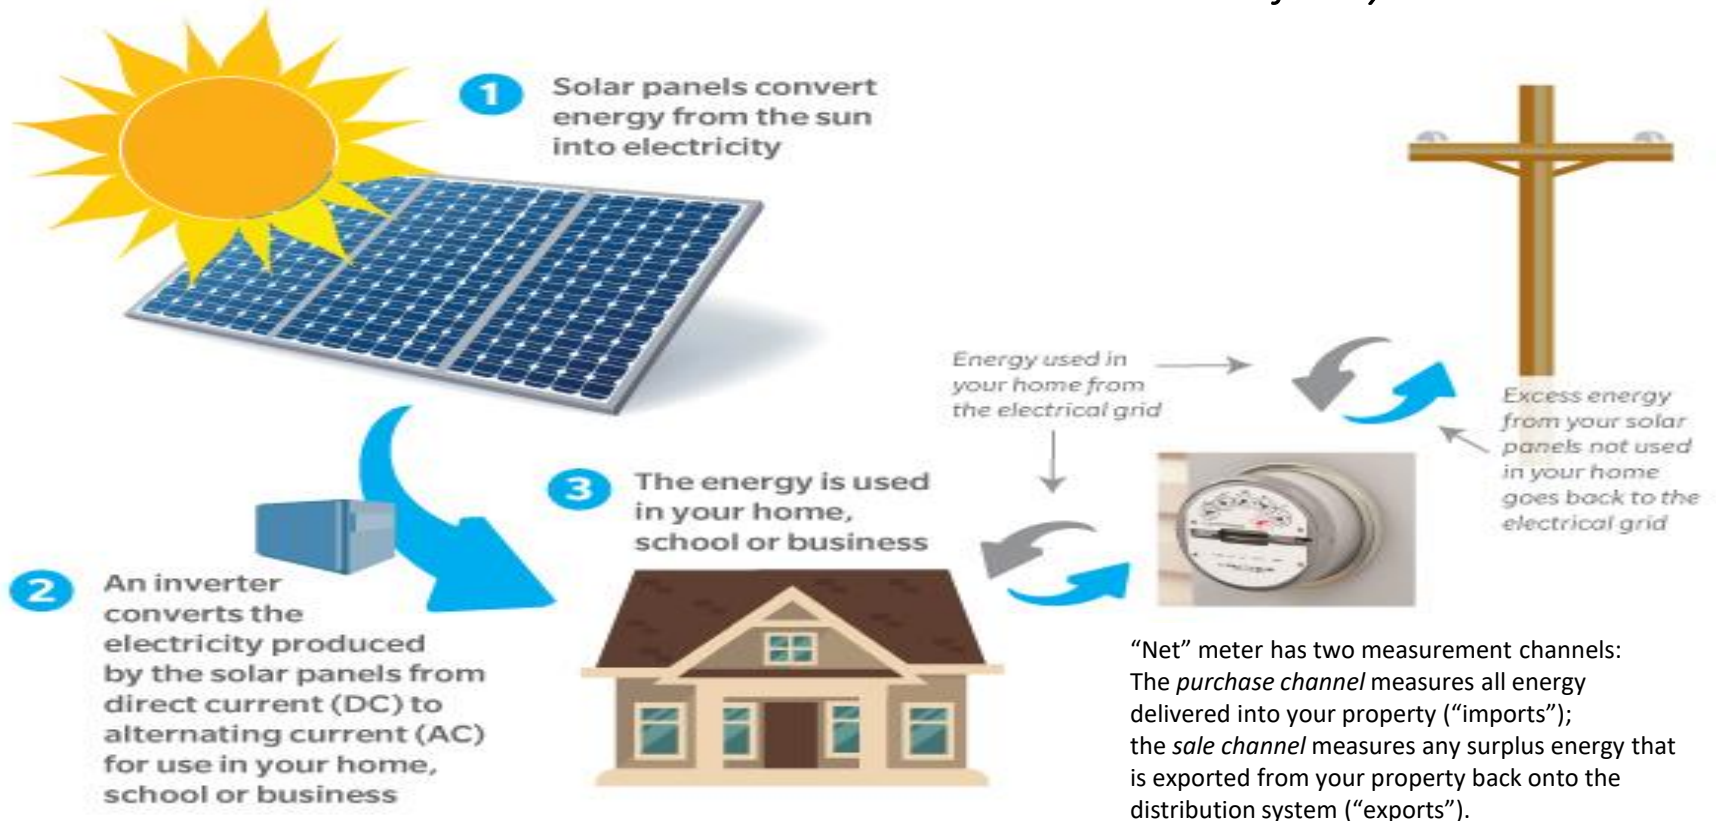 1
Solar panels convert
energy from the sun
into electricity
2
An inverter
converts the
electricity produced
by the solar panels from
direct current (DC) to
alternating current (AC)
for use in your home,
school or business
3
The energy is used
in your home,
school or business
Energy used in
your home from
the electrical grid
Excess energy
from your solar
panels not used
in your home
goes back to the
electrical grid
“Net” meter has two measurement channels:
The purchase channel measures all energy
delivered into your property (“imports”);
the sale channel measures any surplus energy that
is exported from your property back onto the
distribution system (“exports”).